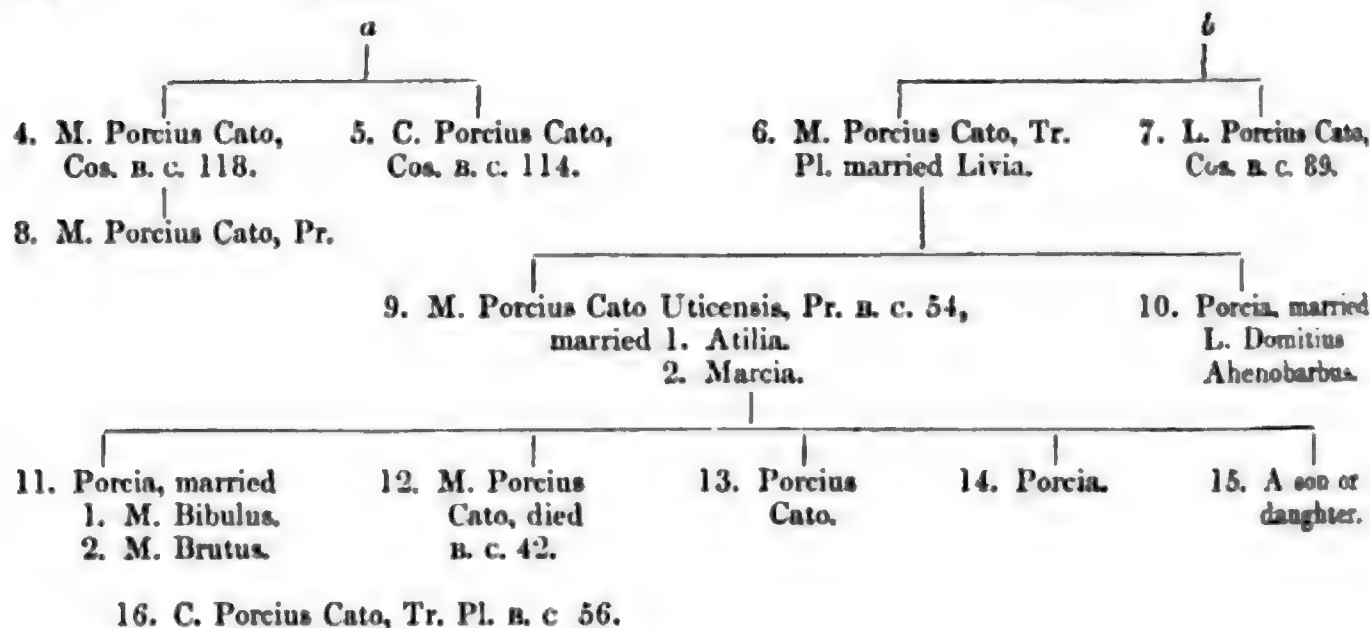 a b
4. M. Porcius Cato, 5. C. Porcius Cato, 6. M. Porcius Cato, Tr. 7. L. Porcius Cato,
Cos. B. C. 118. Cos. B. C. 114. Pl. married Livia. Cos. B. C. 89.
8. M. Porcius Cato, Pr.
9. M. Porcius Cato Uticensis, Pr. B. C. 54, 10. Porcia, married
married 1. Atilia. L. Domitius
2. Marcia. Ahenobarbus.
11. Porcia, married 12. M. Porcius 13. Porcius 14. Porcia. 15. A son or
1. M. Bibulus. Cato, died Cato. daughter.
2. M. Brutus. B. C. 42.
16. C. Porcius Cato, Tr. Pl. B. C 56.